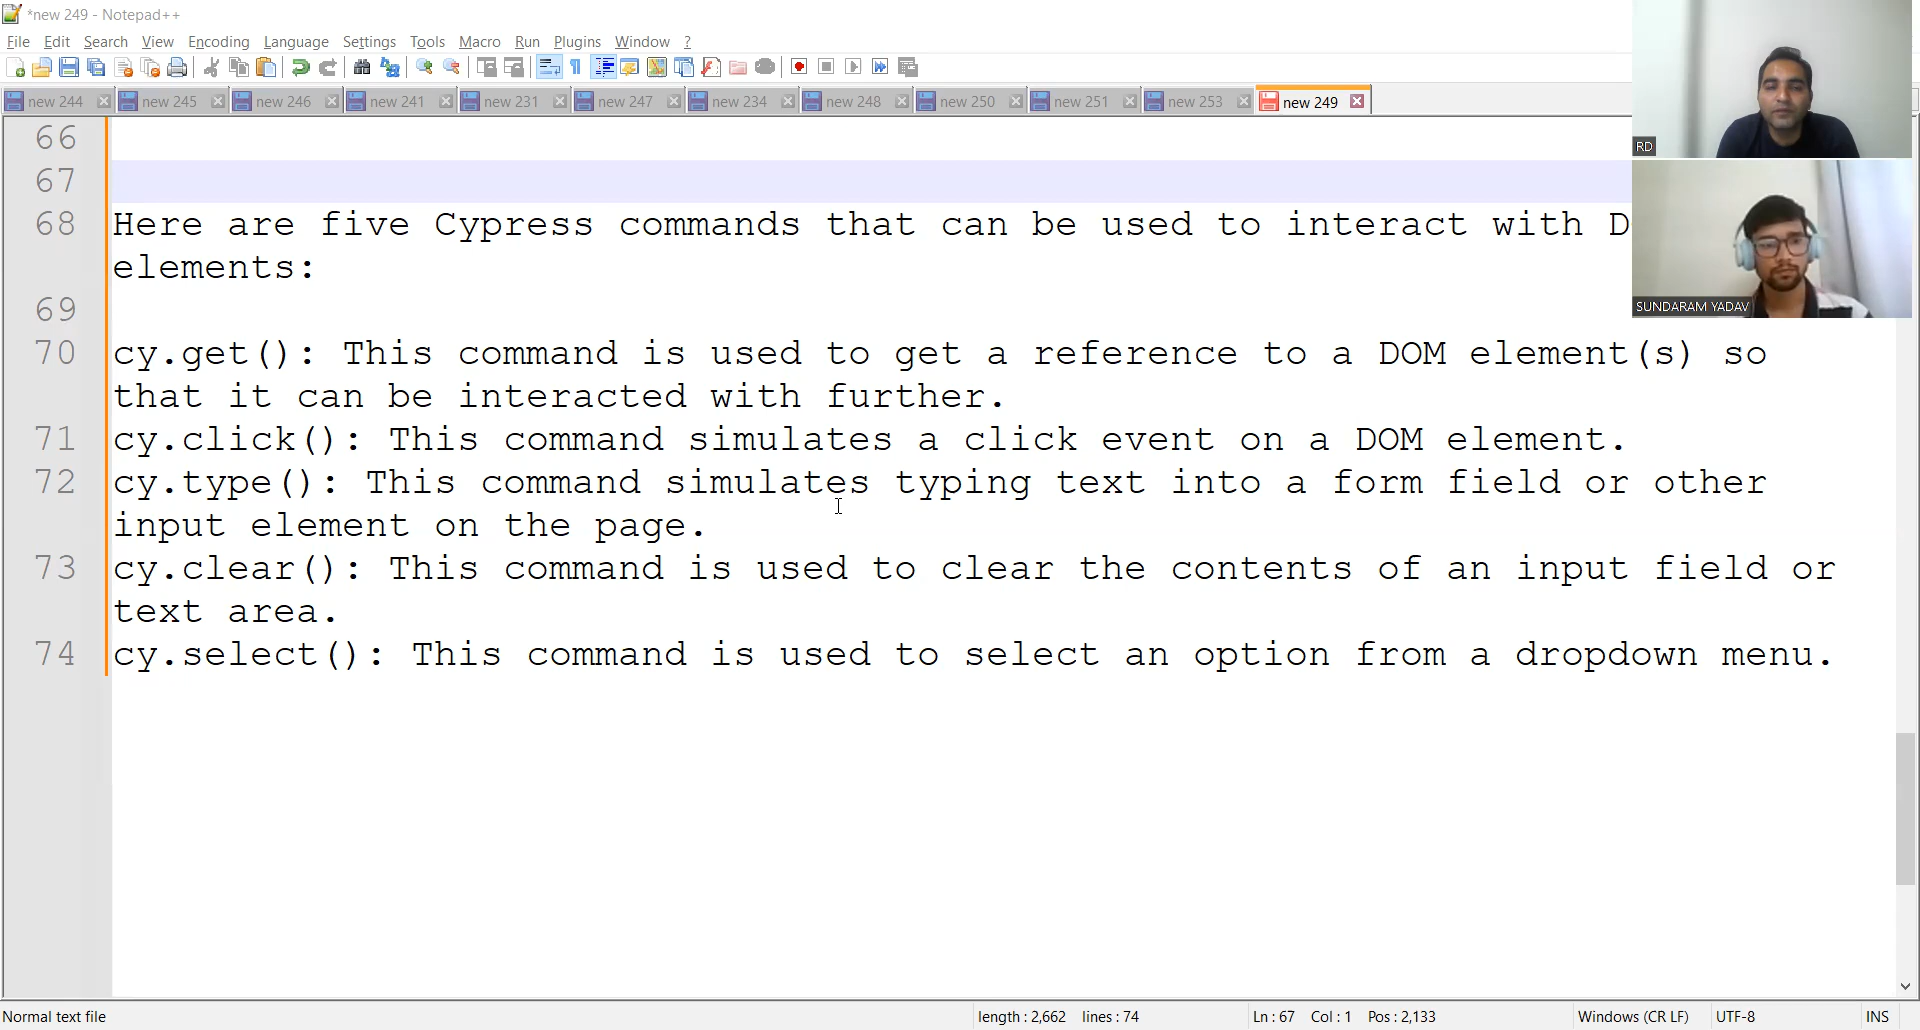 *new 249 - Notepad++
File Edit Search View Encoding Language Settings Tools Macro Run Plugins Window ?
new 244 new 245 new 246 new 241 new 231 new 247 new 234 new 248 new 250 new 251 new 253 new 249
RD
SUNDARAM YADAV
66
67
68 Here are five Cypress commands that can be used to interact with D
elements:
69
70 cy.get(): This command is used to get a reference to a DOM element(s) so
that it can be interacted with further.
71 cy.click(): This command simulates a click event on a DOM element.
72 cy.type(): This command simulates typing text into a form field or other
input element on the page.
73 cy.clear(): This command is used to clear the contents of an input field or
text area.
74 cy.select(): This command is used to select an option from a dropdown menu.
Normal text file length : 2,662 lines : 74 Ln : 67 Col : 1 Pos : 2,133 Windows (CR LF) UTF-8 INS